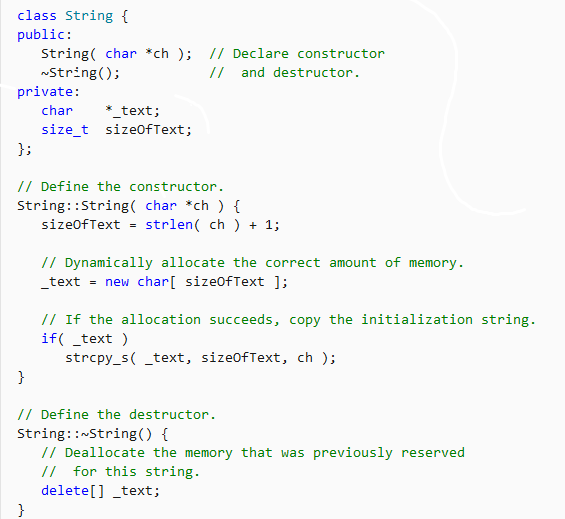 class String {
public:
   String( char *ch );  // Declare constructor
   ~String();           //  and destructor.
private:
   char    *_text;
   size_t  sizeOfText;
};

// Define the constructor.
String::String( char *ch ) {
   sizeOfText = strlen( ch ) + 1;

   // Dynamically allocate the correct amount of memory.
   _text = new char[ sizeOfText ];

   // If the allocation succeeds, copy the initialization string.
   if( _text )
      strcpy_s( _text, sizeOfText, ch );
}

// Define the destructor.
String::~String() {
   // Deallocate the memory that was previously reserved
   //  for this string.
   delete[] _text;
}